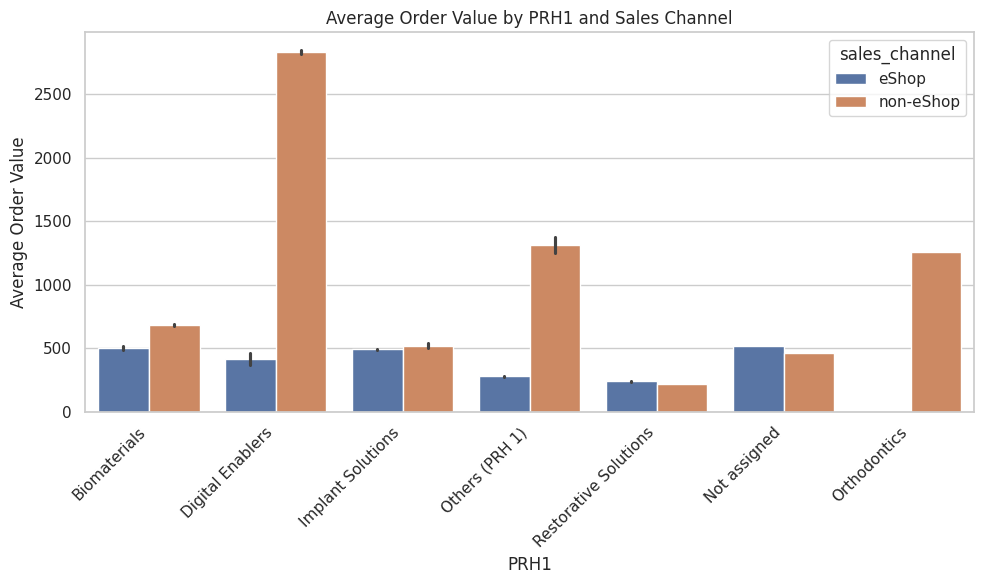 Average Order Value by PRH1 and Sales Channel
sales_channel
eShop
non-eShop
Average Order Value
2500
2000
1500
1000
500
0
Biomaterials
Digital Enablers
Implant Solutions
Others (PRH 1)
Restorative Solutions
Not assigned
Orthodontics
PRH1